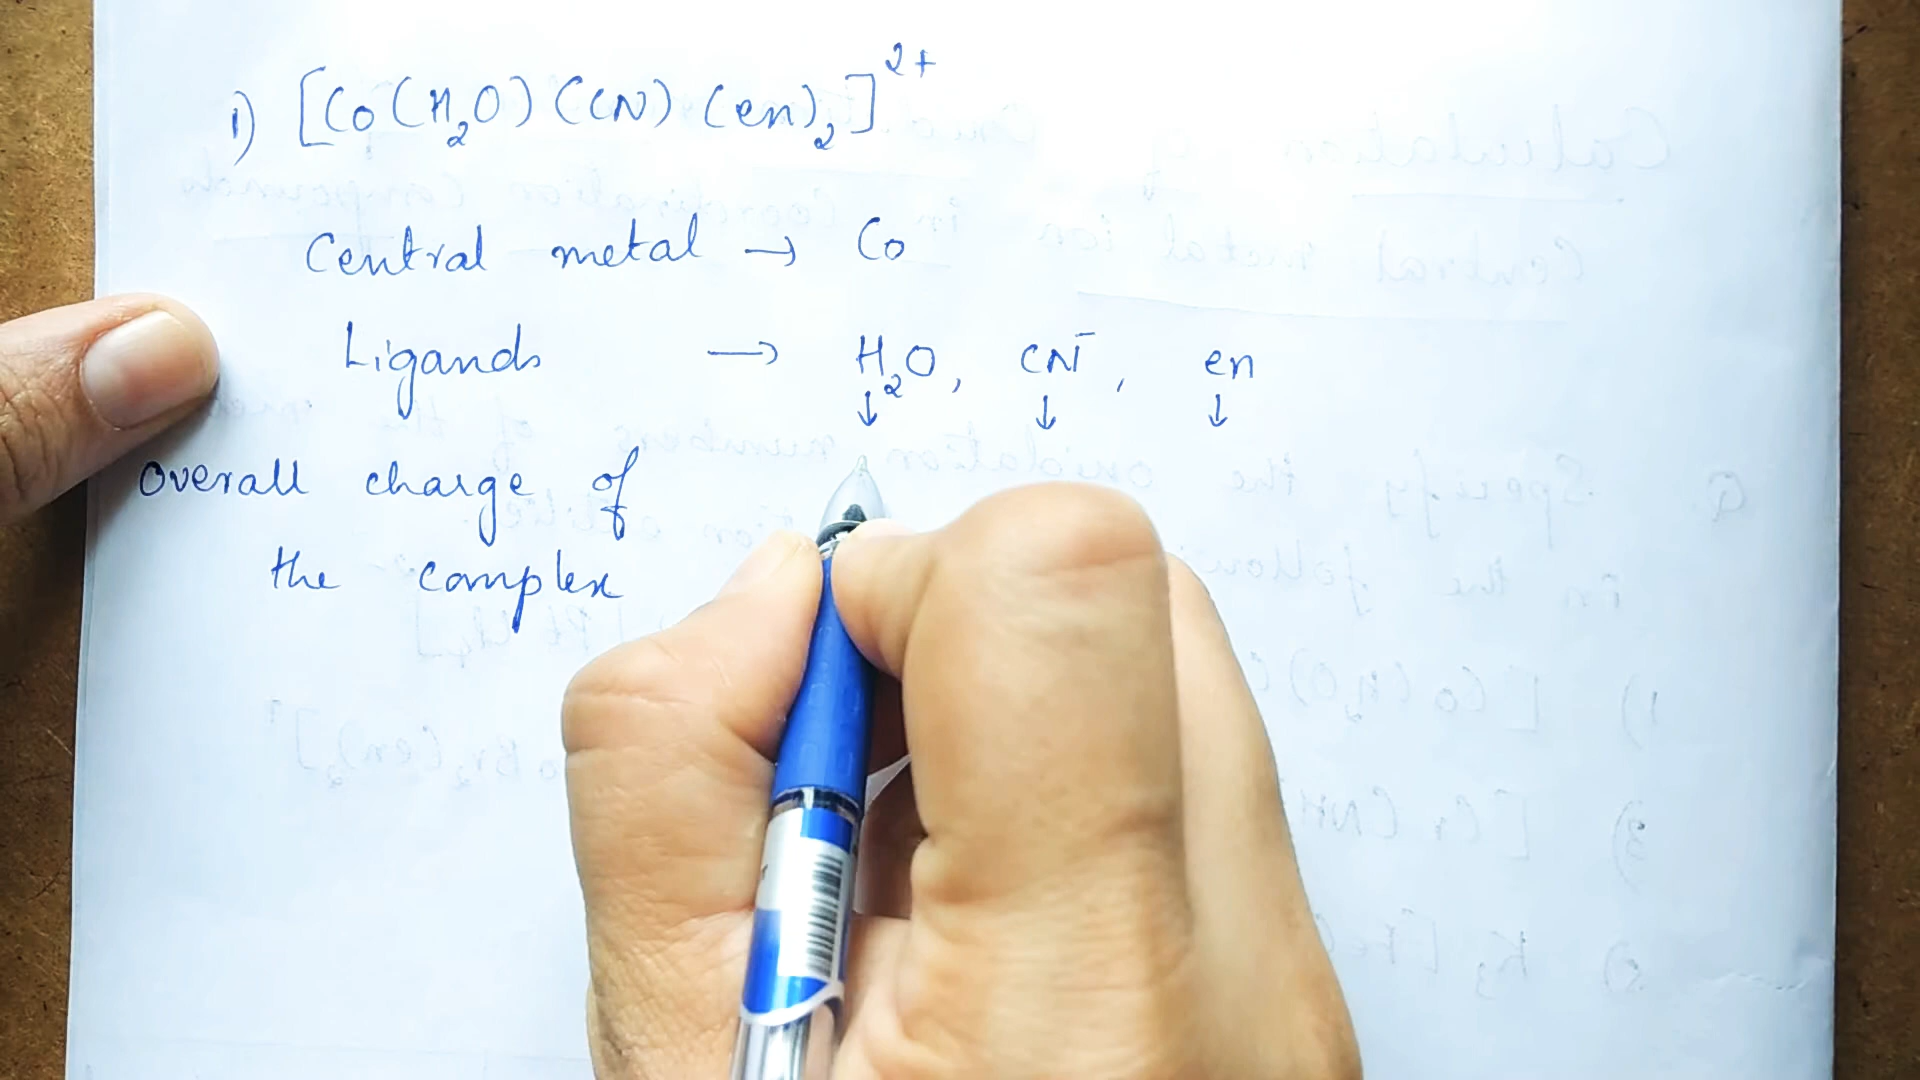 1) [Co(H₂O)(CN)(en)₂]²⁺
Central metal → Co
Ligands → H₂O, CN⁻, en
↓ ↓ ↓
Overall charge of
the complex